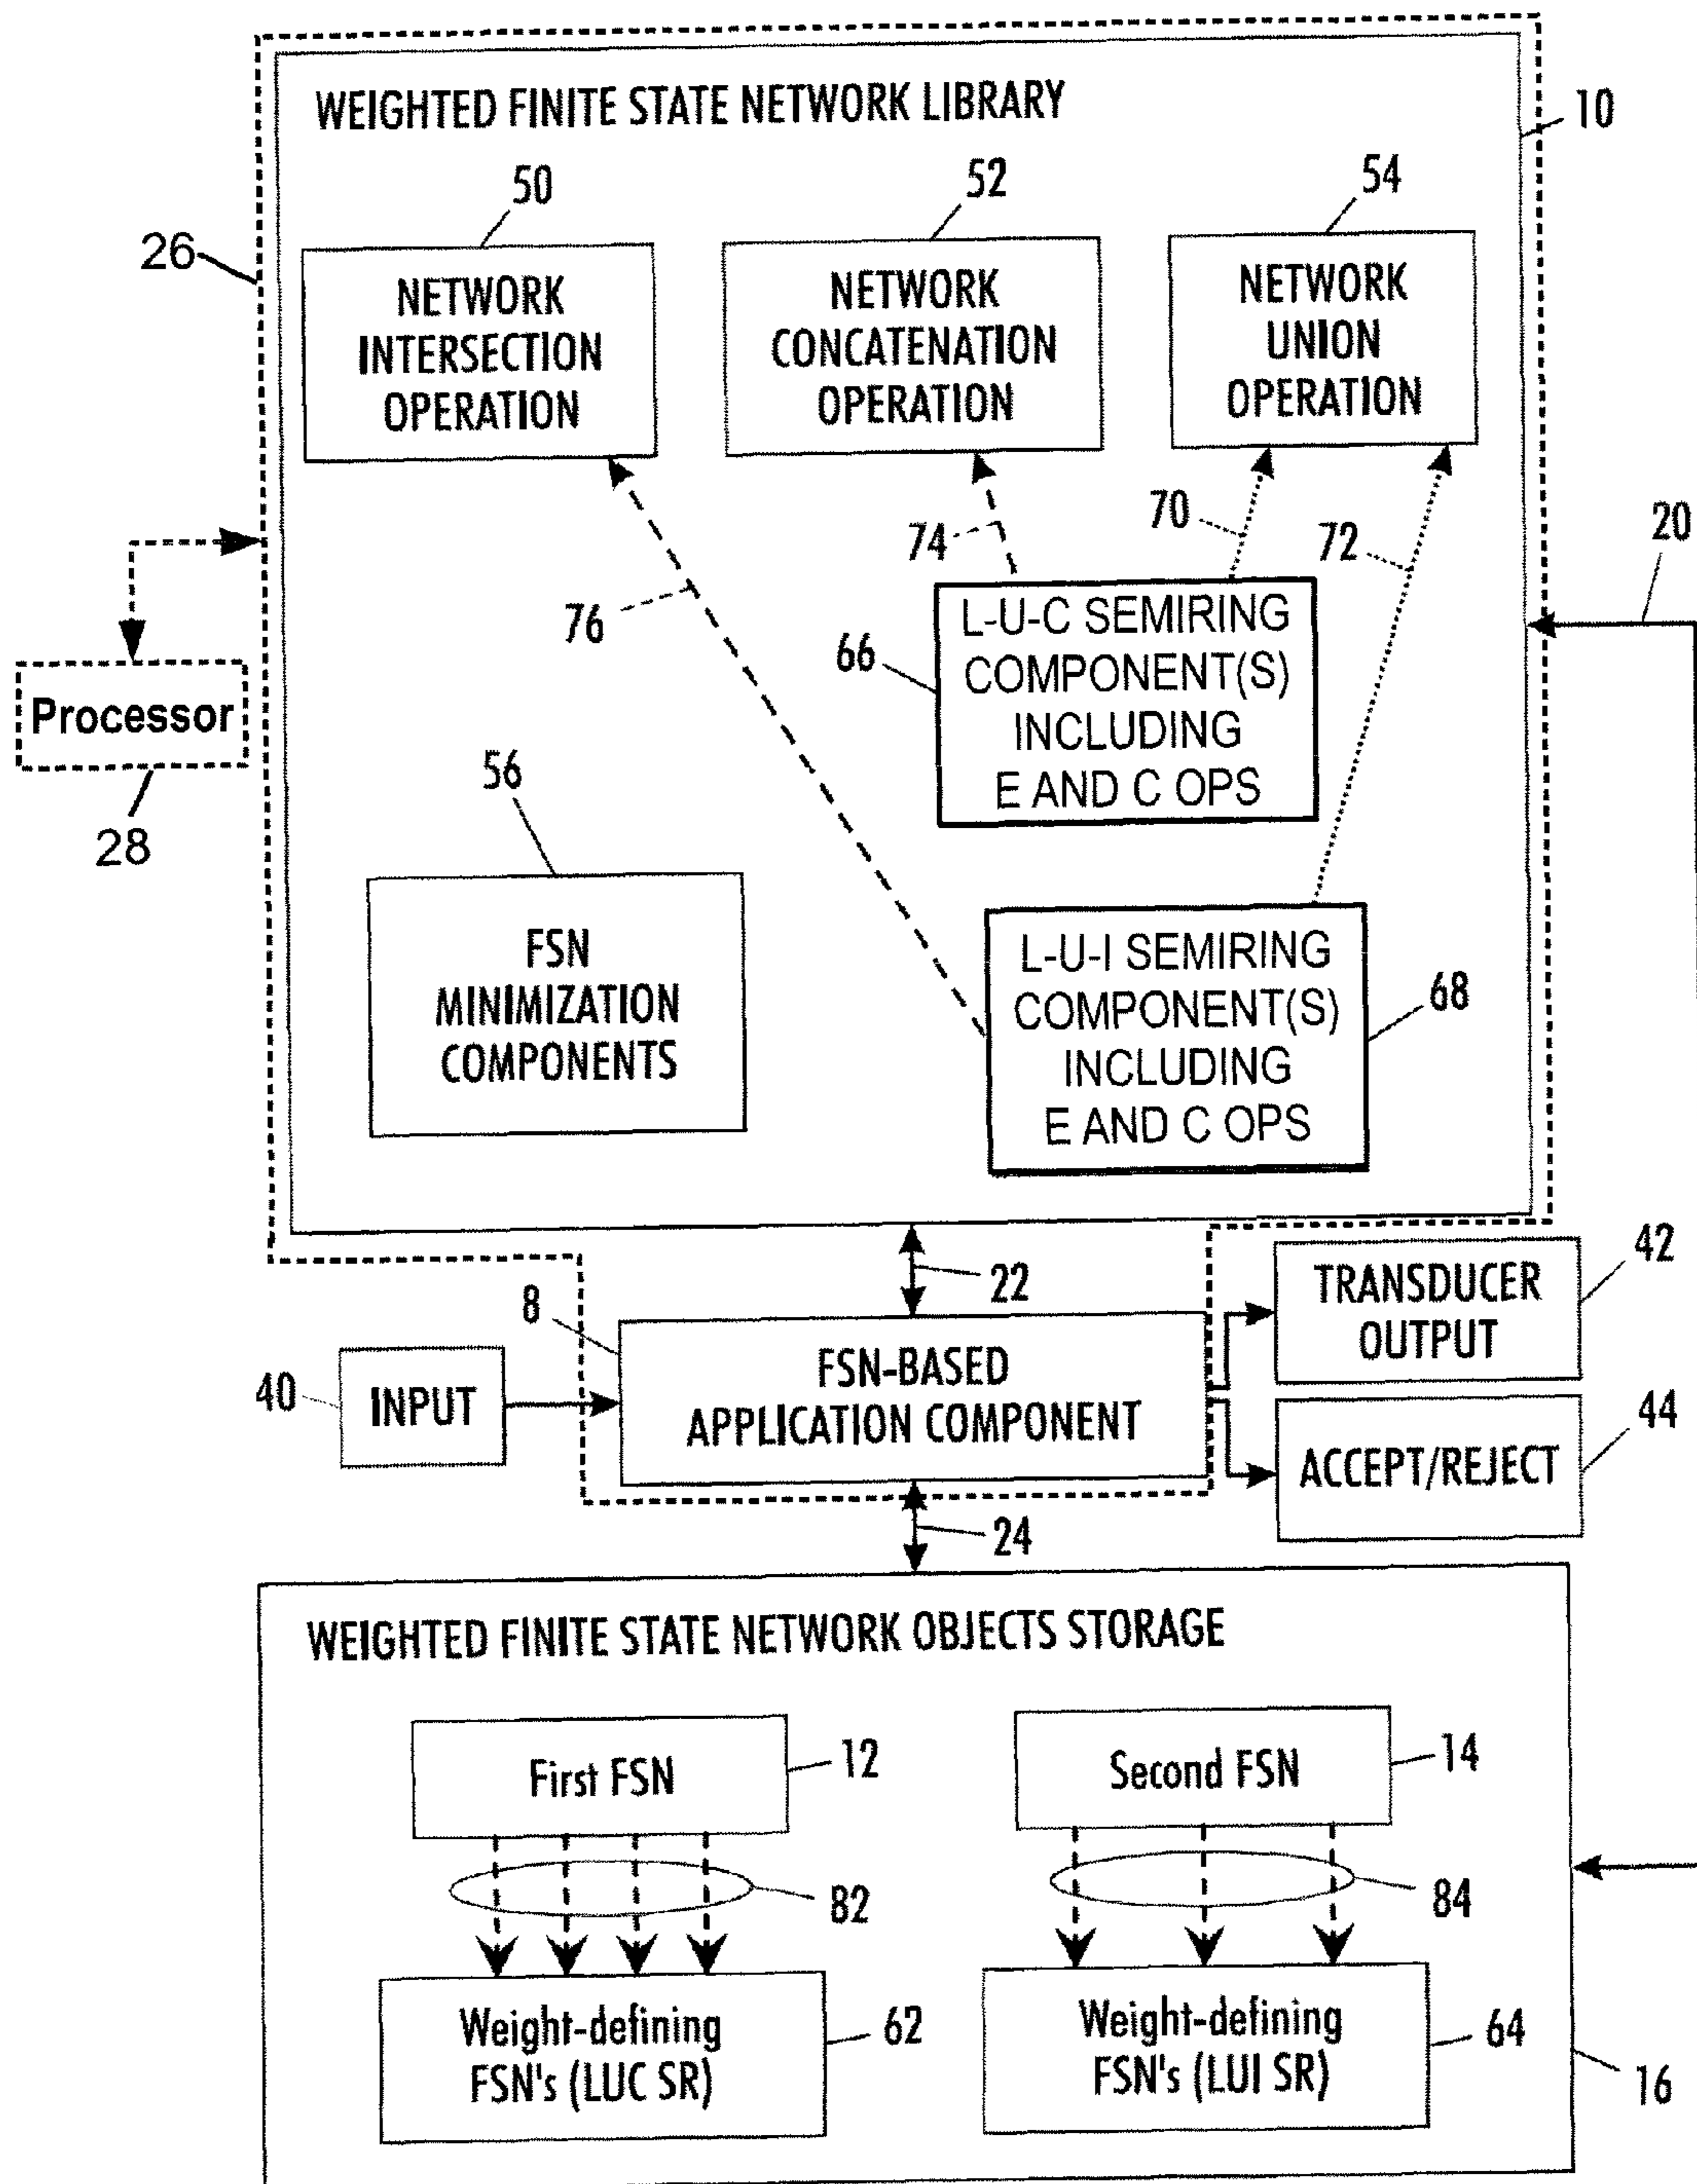 WEIGHTED FINITE STATE NETWORK LIBRARY
10
50
52
54
26
NETWORK
INTERSECTION
OPERATION
NETWORK
CONCATENATION
OPERATION
NETWORK
UNION
OPERATION
74
70
72
20
76
66
L-U-C SEMIRING
COMPONENT(S)
INCLUDING
E AND C OPS
Processor
28
56
FSN
MINIMIZATION
COMPONENTS
L-U-I SEMIRING
COMPONENT(S)
INCLUDING
E AND C OPS
68
22
8
40
INPUT
FSN-BASED
APPLICATION COMPONENT
TRANSDUCER
OUTPUT
42
ACCEPT/REJECT
44
24
WEIGHTED FINITE STATE NETWORK OBJECTS STORAGE
First FSN
12
Second FSN
14
82
84
Weight-defining
FSN's (LUC SR)
62
Weight-defining
FSN's (LUI SR)
64
16